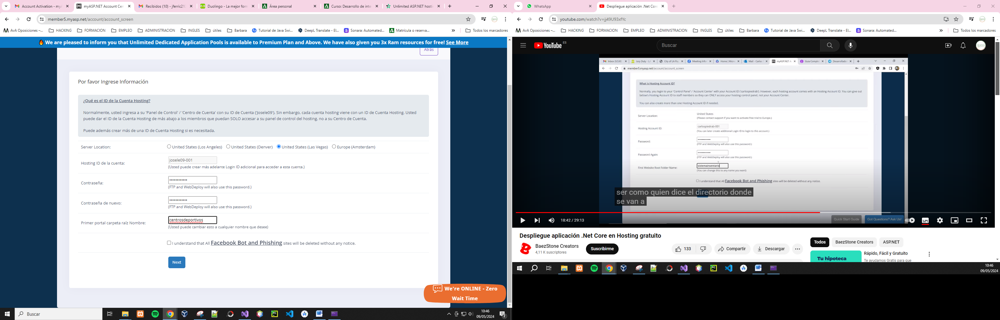 Account Activation - my
myASP.NET Account Cen
Recibidos (10) - jferric21
Duolingo - La mejor form
Área personal
Curso: Desarrollo de inte
Unlimited ASP.NET hosti
member5.myasp.net/account/account_screen
AvA Oposiciones –...
HACKING
FORMACION
EMPLEO
ADMINISTRACION
INGLES
útiles
Barbara
Tutorial de Java Swi...
DeepL Translate - El...
Sonara: Automated...
Matrícula o reserva...
Todos los marcadores
We are pleased to inform you that Unlimited Dedicated Application Pools is available to Premium Plan and Above. We have also given you 3x Ram resources for free! See More
Atrás
Por favor Ingrese Información
¿Qué es el ID de la Cuenta Hosting?
Normalmente, usted ingresa a su 'Panel de Control' / 'Centro de Cuenta' con su ID de Cuenta ('Josele09'). Sin embargo, cada cuenta hosting viene con un ID de Cuenta Hosting. Usted
puede dar el ID de la Cuenta Hosting de más abajo a los miembros que puedan SOLO accesar a su panel de control del hosting, no a su Centro de Cuenta.
Puede además crear más de una ID de Cuenta Hosting si es necesitada.
Server Location:
United States (Los Angeles)
United States (Denver)
United States (Las Vegas)
Europe (Amsterdam)
Hosting ID de la cuenta:
josele09-001
(Usted puede crear más adelante Login ID adicional para acceder a esta cuenta.)
Contraseña:
••••••••••••
(FTP and WebDeploy will also use this password.)
Contraseña de nuevo:
••••••••••••
(FTP and WebDeploy will also use this password.)
Primer portal carpeta raíz Nombre:
centrosdeportivos
(Usted puede cambiar esto a cualquier nombre que desee)
I understand that All Facebook Bot and Phishing sites will be deleted without any notice.
Next
We're ONLINE - Zero
Wait Time
Buscar
10:46
09/05/2024
2
WhatsApp
Despliegue aplicación .Net Core
youtube.com/watch?v=jj49U93xfYc
AvA Oposiciones –...
HACKING
FORMACION
EMPLEO
ADMINISTRACION
INGLES
útiles
Barbara
Tutorial de Java Swi...
DeepL Translate - El...
Sonara: Automated...
Todos los marcadores
YouTube ES
Buscar
Inbox (9,530)
Jury Duty - LA
City of LA Pay
Meeting Infor
Home | Micro
Mail - Carlos P
myASP.NET A
Guia Complet
Desarrollador
member5.myasp.net/account/account_screen
What is Hosting Account ID?
Normally, you login to your 'Control Panel' / 'Account Center' with your Account ID ('carlospiedrab'). However, each hosting account comes with an Hosting Account ID. You can give out
below's Hosting Account ID to staff members so they can ONLY access your hosting control panel, not your Account Center.
You can also create more than one Hosting Account ID if needed.
Server Location:
United States
(Please contact support if you want to activate free trial to Europe.)
Hosting Account ID:
carlospiedrab-001
(You can later create additional Login ID to login to this account.)
Password:
•••••••••••••
(FTP and WebDeploy will also use this password.)
Password Again:
•••••••••••••
(FTP and WebDeploy will also use this password.)
First Website Root Folder Name:
sistemainventario
(You can change this to any name you want)
I understand that All Facebook Bot and Phishing sites will be deleted without any notice.
ser como quien dice el directorio donde
se van a
Quick Start Guide
Got Questions? Ask Us!
18:42 / 29:13
Despliegue aplicación .Net Core en Hosting gratuito
BaezStone Creators
4,11 K suscriptores
Suscribirme
133
Compartir
Descargar
Todos
BaezStone Creators
ASP.NET
Tu hipoteca
Rápido, Fácil y Gratuito
Te ayudamos Gratis para que
10:46
09/05/2024